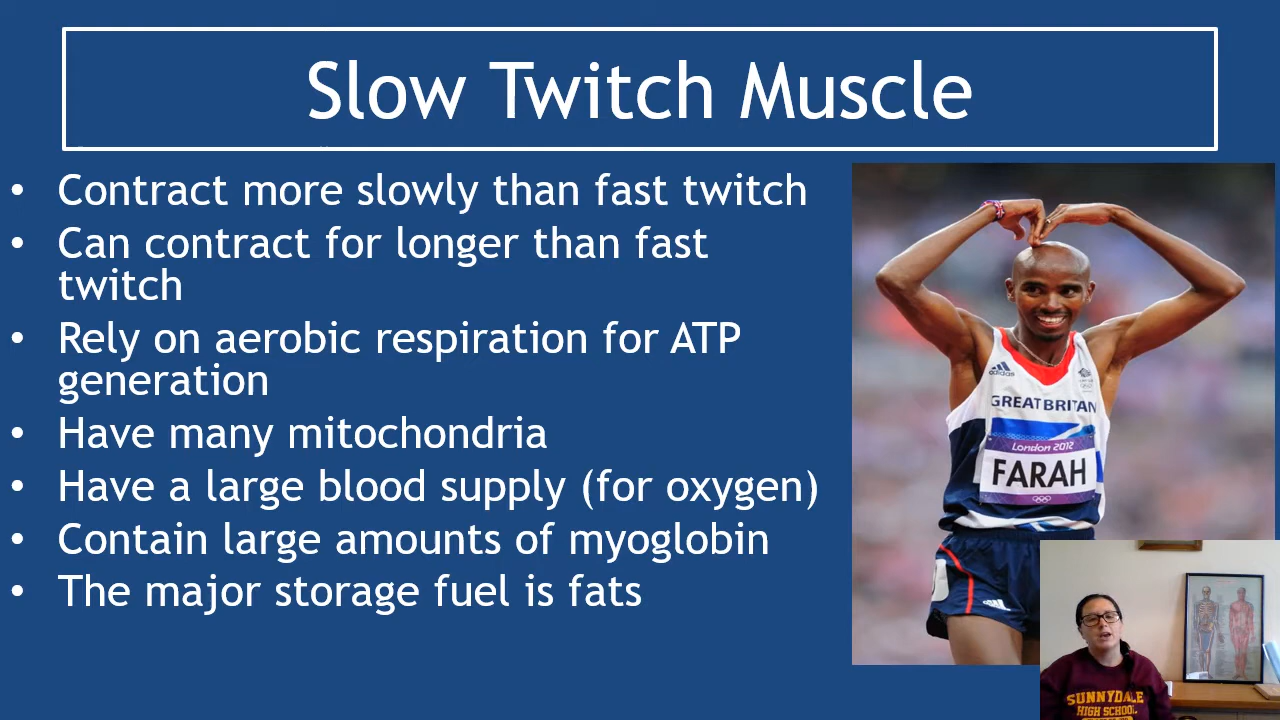 Slow Twitch Muscle
• Contract more slowly than fast twitch
• Can contract for longer than fast
twitch
• Rely on aerobic respiration for ATP
generation
• Have many mitochondria
• Have a large blood supply (for oxygen)
• Contain large amounts of myoglobin
• The major storage fuel is fats
adidas
GREAT BRITAIN
London 2012
FARAH
SUNNYDALE
HIGH SCHOOL